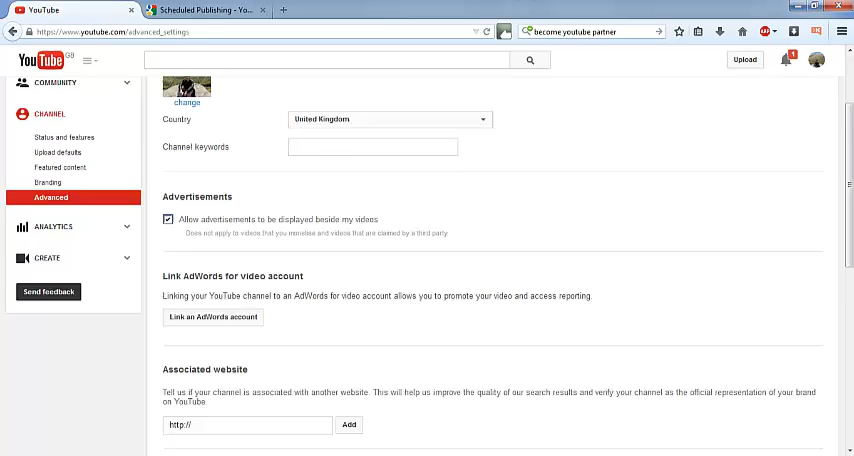 YouTube
Scheduled Publishing - Yo...
https://www.youtube.com/advanced_settings
become youtube partner
ABP
YouTube GB
Upload
1
COMMUNITY
CHANNEL
Status and features
Upload defaults
Featured content
Branding
Advanced
ANALYTICS
CREATE
Send feedback
change
Country
United Kingdom
Channel keywords
Advertisements
Allow advertisements to be displayed beside my videos
Does not apply to videos that you monetise and videos that are claimed by a third party
Link AdWords for video account
Linking your YouTube channel to an AdWords for video account allows you to promote your video and access reporting.
Link an AdWords account
Associated website
Tell us if your channel is associated with another website. This will help us improve the quality of our search results and verify your channel as the official representation of your brand
on YouTube.
http://
Add